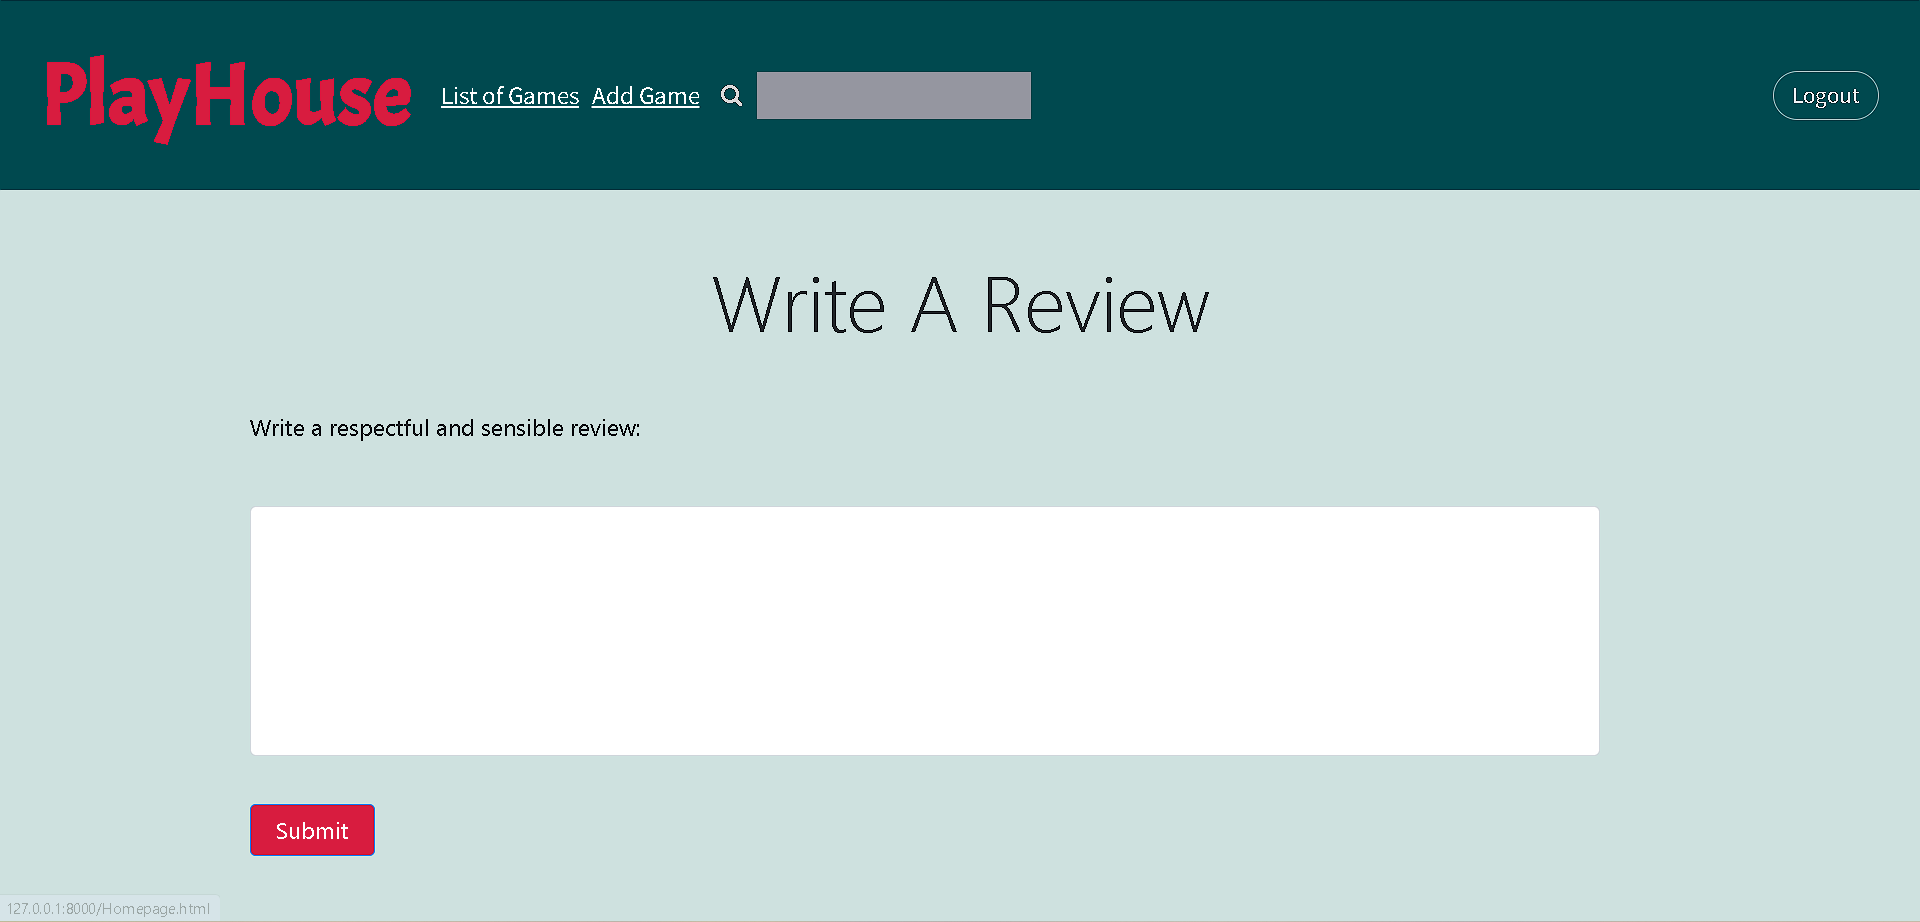 PlayHouse List of Games Add Game Logout
Write A Review
Write a respectful and sensible review:
Submit
127.0.0.1:8000/Homepage.html